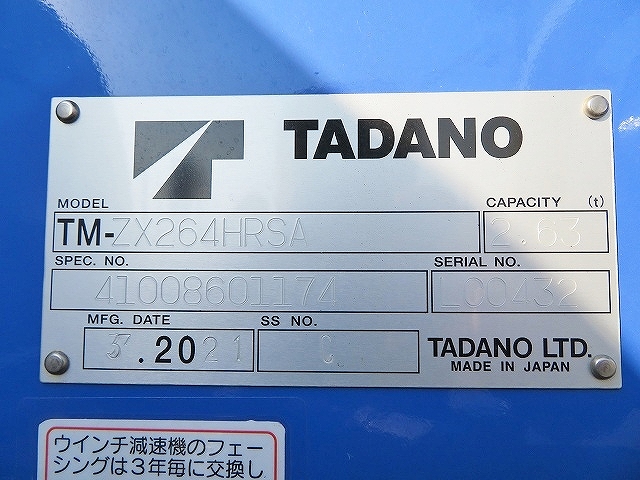 TADANO
MODEL
CAPACITY (t)
TM-ZX264HRSA
2.63
SPEC. NO.
SERIAL NO.
41008601174
L00432
MFG. DATE
SS NO.
.2021
TADANO LTD.
MADE IN JAPAN
ウインチ減速機のフェー
シングは3年毎に交換し